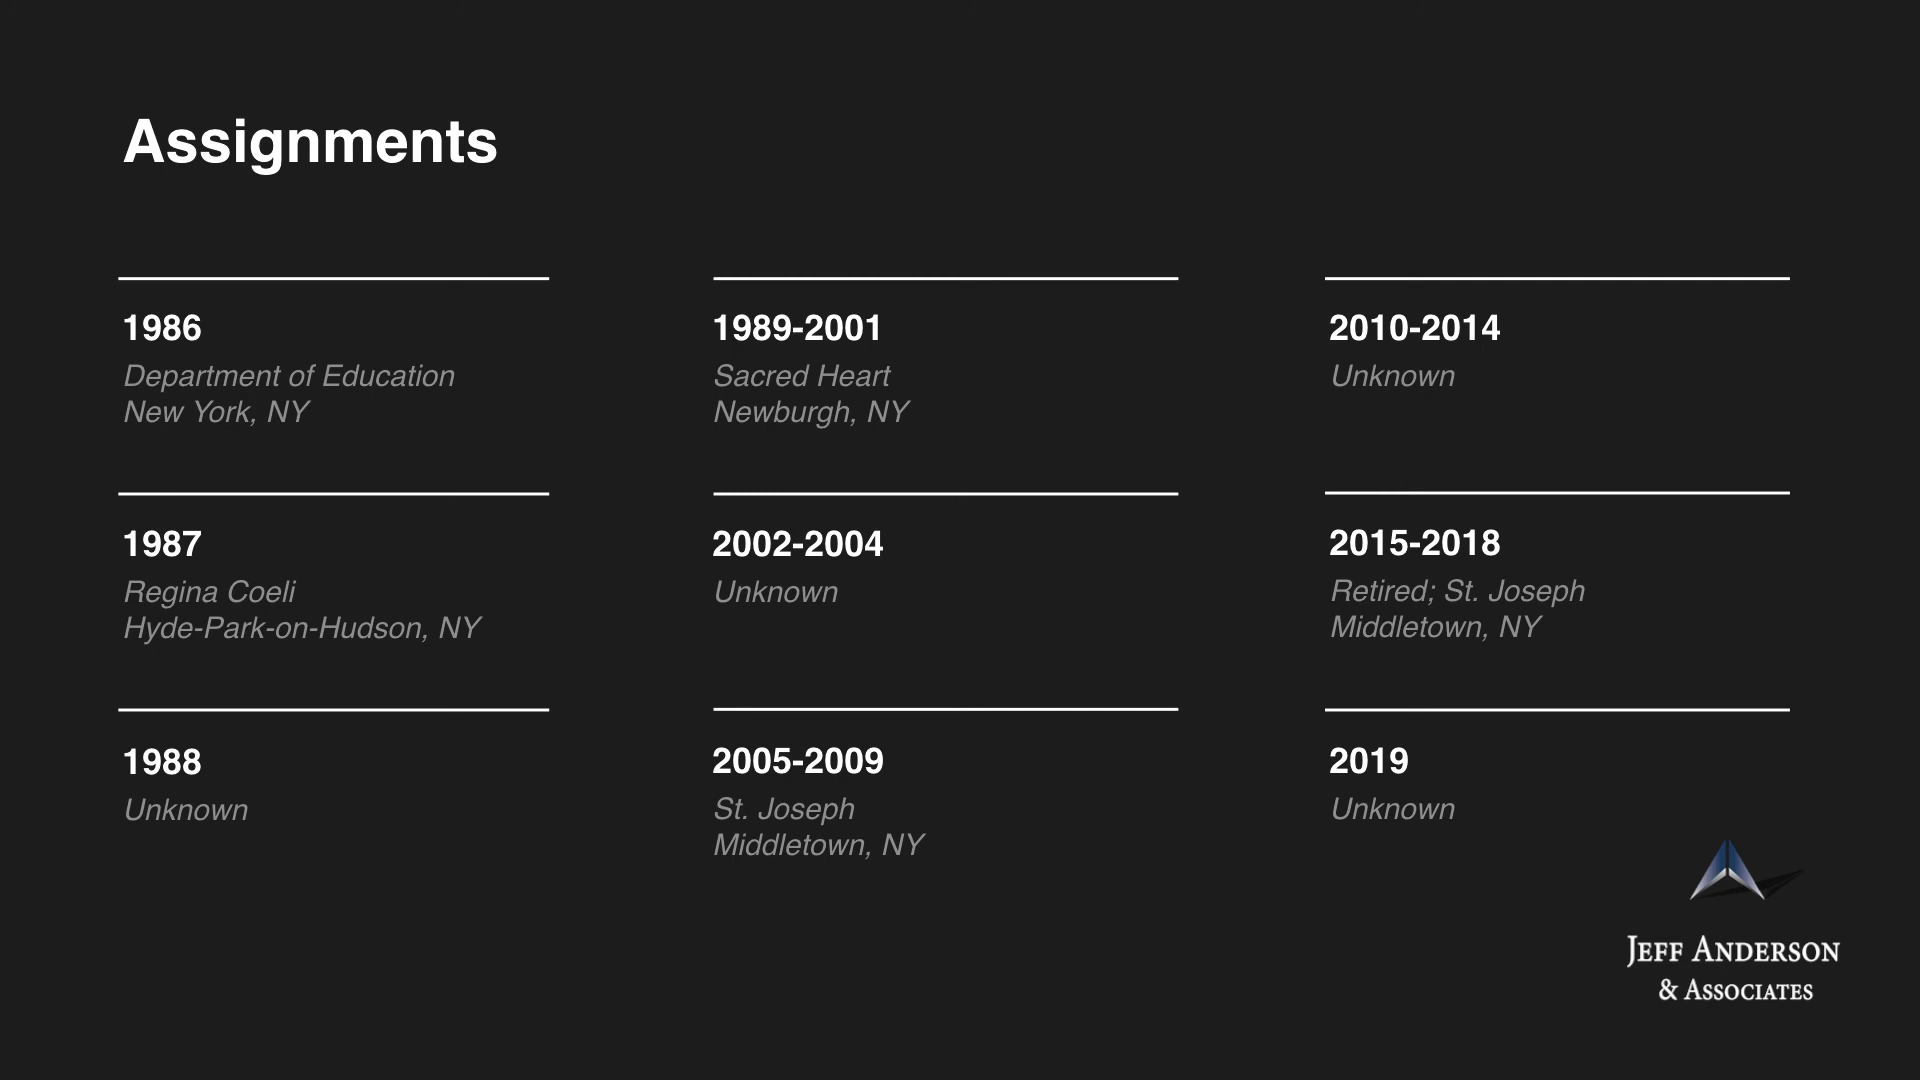 Assignments
1986
Department of Education
New York, NY
1987
Regina Coeli
Hyde-Park-on-Hudson, NY
1988
Unknown
1989-2001
Sacred Heart
Newburgh, NY
2002-2004
Unknown
2005-2009
St. Joseph
Middletown, NY
2010-2014
Unknown
2015-2018
Retired; St. Joseph
Middletown, NY
2019
Unknown
Jeff Anderson
& Associates